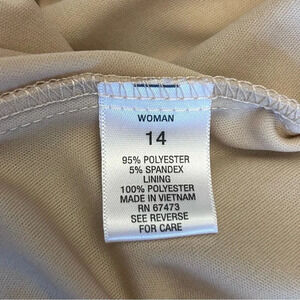 WOMAN
14
95% POLYESTER
5% SPANDEX
LINING
100% POLYESTER
MADE IN VIETNAM
RN 67473
SEE REVERSE
FOR CARE